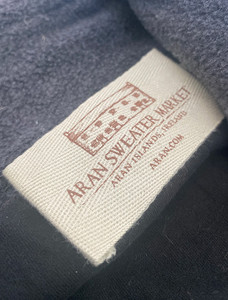 ARAN SWEATER MARKET
ARAN ISLANDS, IRELAND.
ARAN.COM